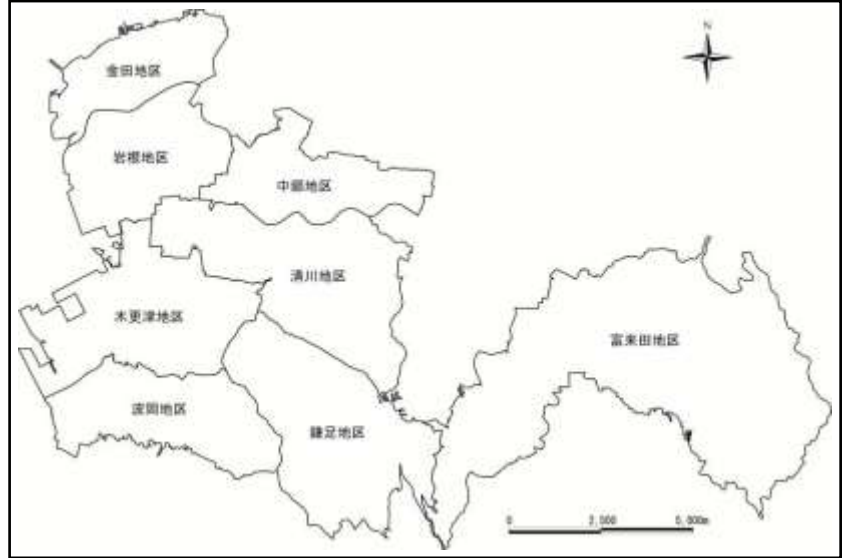 N
金田地区
岩根地区
中郷地区
清川地区
木更津地区
富来田地区
波岡地区
鎌足地区
0 2,500 5,000m